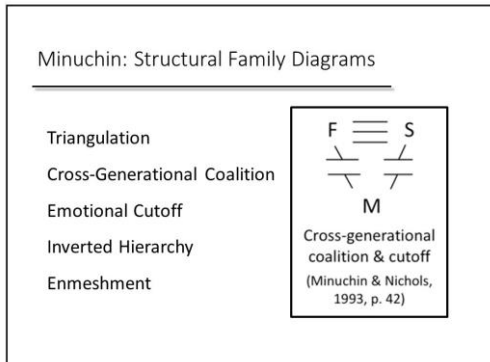 Minuchin: Structural Family Diagrams
Triangulation
Cross-Generational Coalition
Emotional Cutoff
Inverted Hierarchy
Enmeshment
F S
M
Cross-generational
coalition & cutoff
(Minuchin & Nichols,
1993, p. 42)